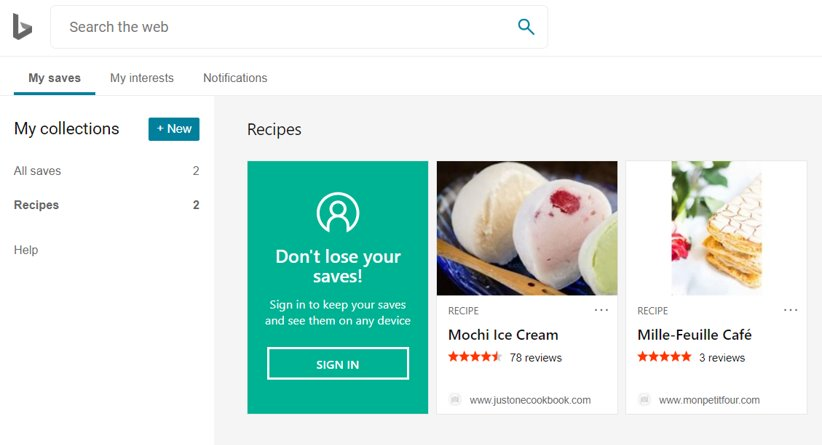 Search the web
My saves
My interests
Notifications
My collections
+ New
All saves 2
Recipes 2
Help
Recipes
Don't lose your
saves!
Sign in to keep your saves
and see them on any device
SIGN IN
RECIPE
Mochi Ice Cream
78 reviews
www.justonecookbook.com
RECIPE
Mille-Feuille Café
3 reviews
www.monpetitfour.com